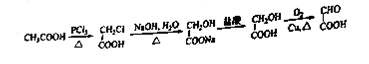 CH₃COOH PCl₃ △ CH₂Cl COOH NaOH, H₂O △ CH₂OH COONa 盐酸 CH₂OH COOH O₂ Cu, △ CHO COOH